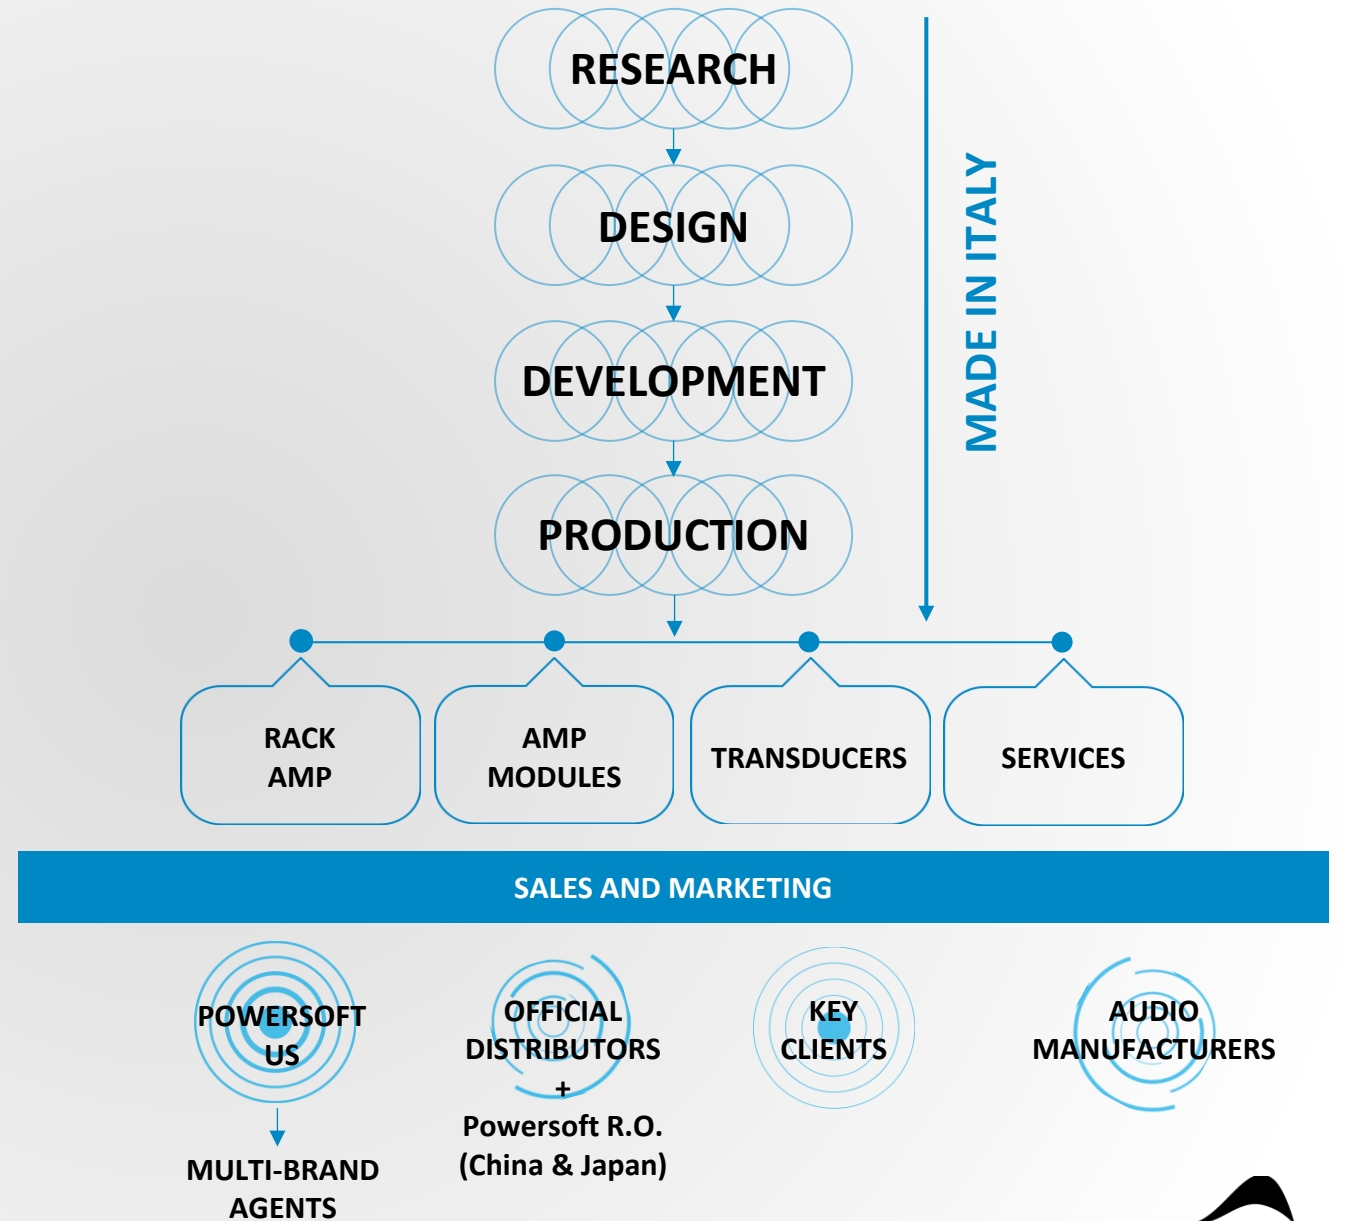 RESEARCH
DESIGN
DEVELOPMENT
PRODUCTION
MADE IN ITALY
RACK
AMP
AMP
MODULES
TRANSDUCERS
SERVICES
SALES AND MARKETING
POWERSOFT
US
MULTI-BRAND
AGENTS
OFFICIAL
DISTRIBUTORS
+
Powersoft R.O.
(China & Japan)
KEY
CLIENTS
AUDIO
MANUFACTURERS